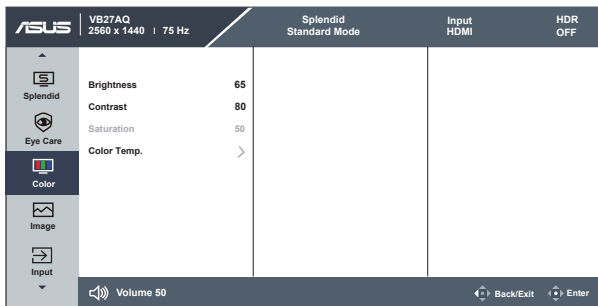 ASUS
VB27AQ
2560 x 1440 | 75 Hz
Splendid
Standard Mode
Input
HDMI
HDR
OFF
Splendid
Eye Care
Color
Image
Input
Brightness 65
Contrast 80
Saturation 50
Color Temp.
Volume 50
Back/Exit
Enter